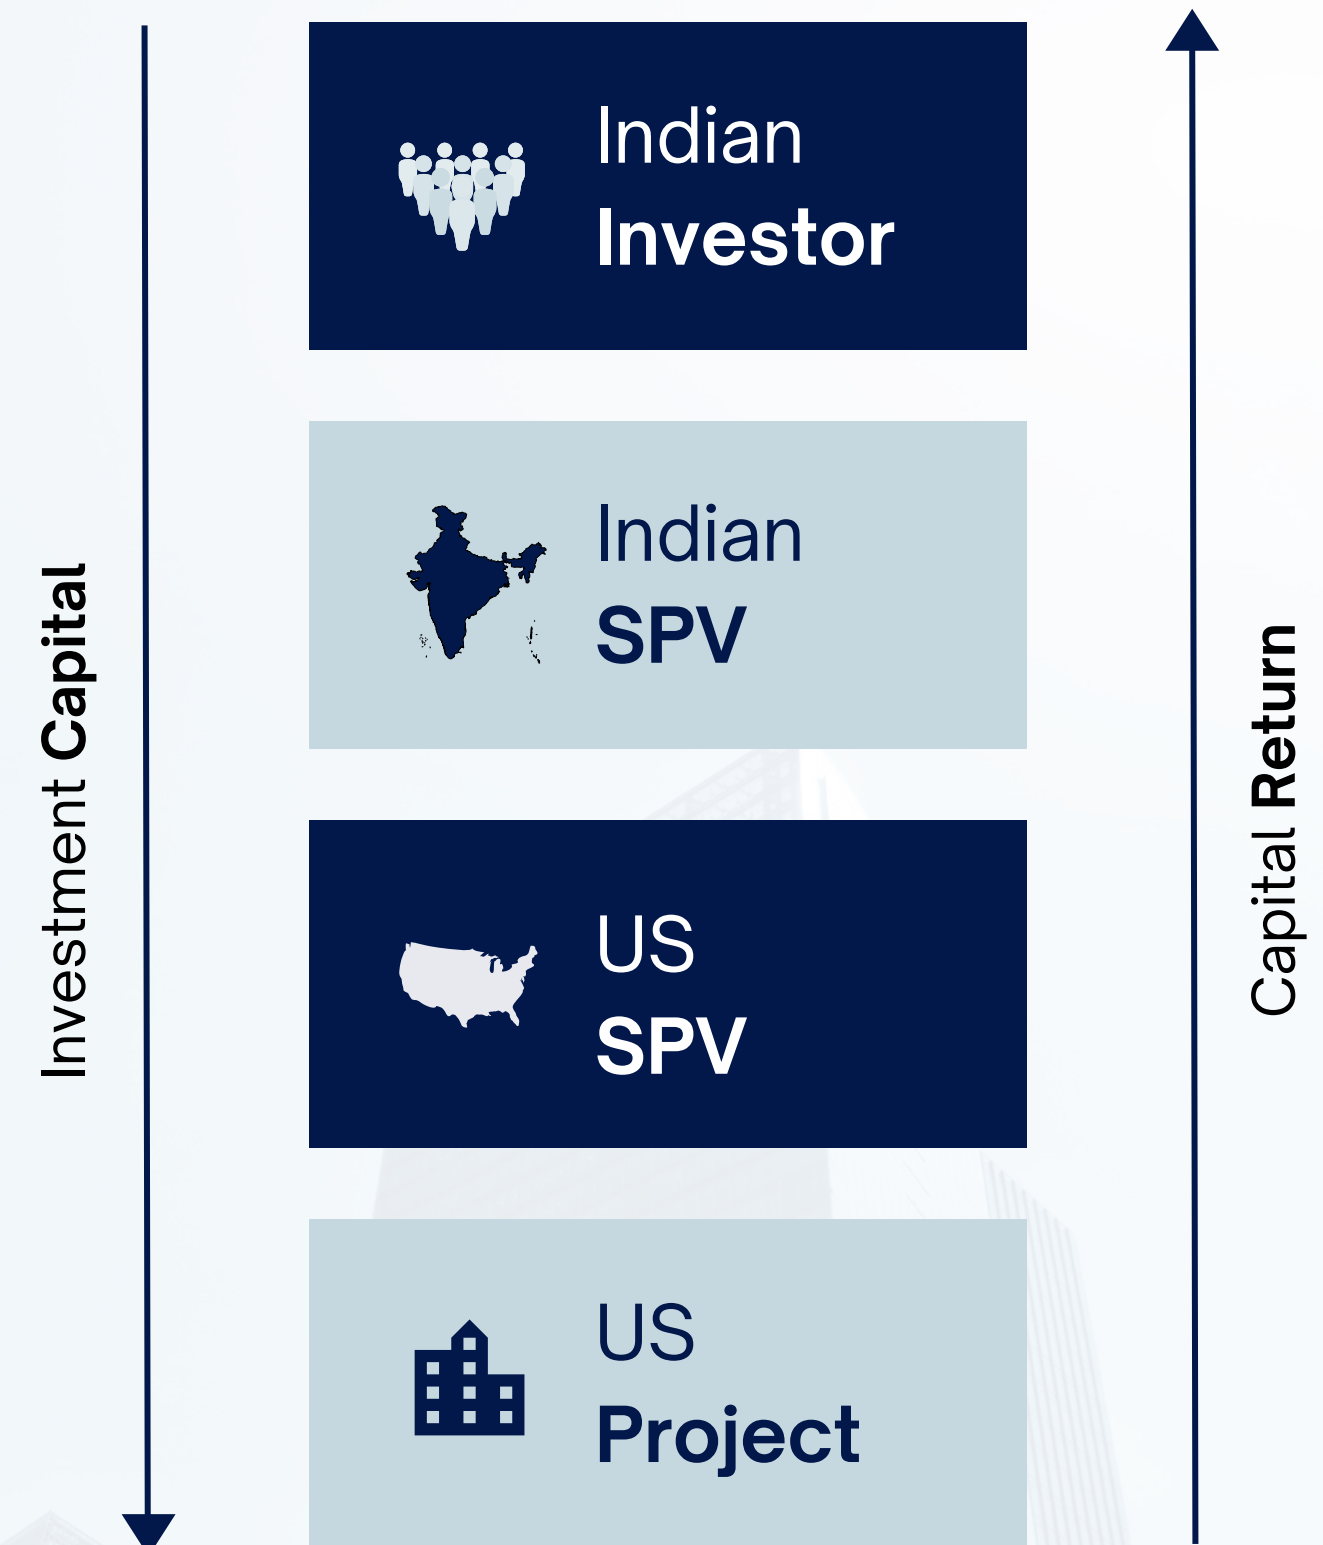 Indian
Investor
Indian
SPV
US
SPV
US
Project
Investment Capital
Capital Return